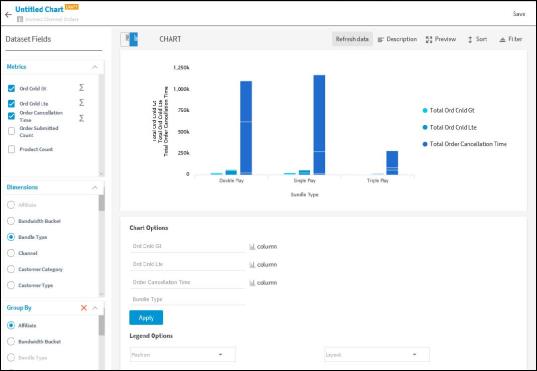 Untitled Chart DRAFT
Save
Dataset Fields
CHART
Refresh data
Description
Preview
Sort
Filter
Metrics
Ord Cnld Gt Σ
Ord Cnld Lte Σ
Order Cancellation Time Σ
Order Submitted Count
Product Count
1,250k
1,000k
750k
500k
250k
0
Total Ord Cnld Gt
Total Ord Cnld Lte
Total Order Cancellation Time
Double Play
Single Play
Triple Play
Bundle Type
Total Ord Cnld Gt
Total Ord Cnld Lte
Total Order Cancellation Time
Dimensions
Affiliate
Bandwidth Bucket
Bundle Type
Channel
Customer Category
Customer Type
Group By
Affiliate
Bandwidth Bucket
Bundle Type
Chart Options
Ord Cnld Gt column
Ord Cnld Lte column
Order Cancellation Time column
Bundle Type
Apply
Legend Options
Position
Layout